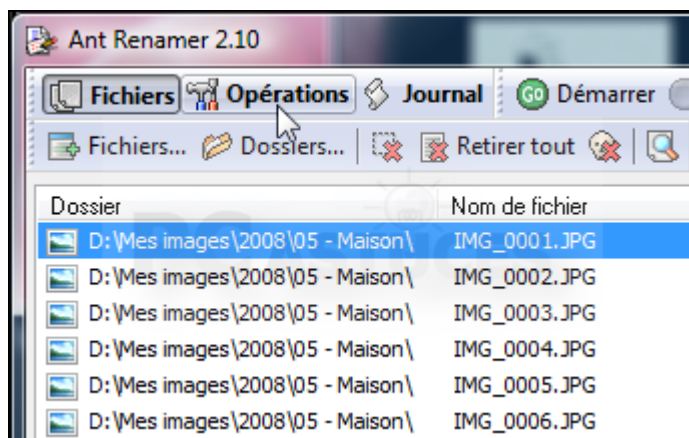 Ant Renamer 2.10
Fichiers Opérations Journal Go Démarrer
Fichiers... Dossiers... Retirer tout
Dossier Nom de fichier
D:\Mes images\2008\05 - Maison\ IMG_0001.JPG
D:\Mes images\2008\05 - Maison\ IMG_0002.JPG
D:\Mes images\2008\05 - Maison\ IMG_0003.JPG
D:\Mes images\2008\05 - Maison\ IMG_0004.JPG
D:\Mes images\2008\05 - Maison\ IMG_0005.JPG
D:\Mes images\2008\05 - Maison\ IMG_0006.JPG
PC
ASTUCES